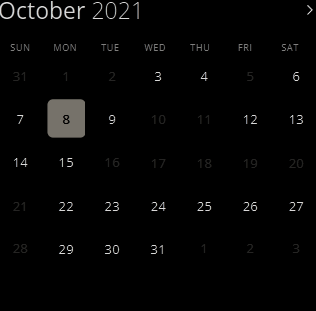 October 2021
SUN MON TUE WED THU FRI SAT
31 1 2 3 4 5 6
7 8 9 10 11 12 13
14 15 16 17 18 19 20
21 22 23 24 25 26 27
28 29 30 31 1 2 3